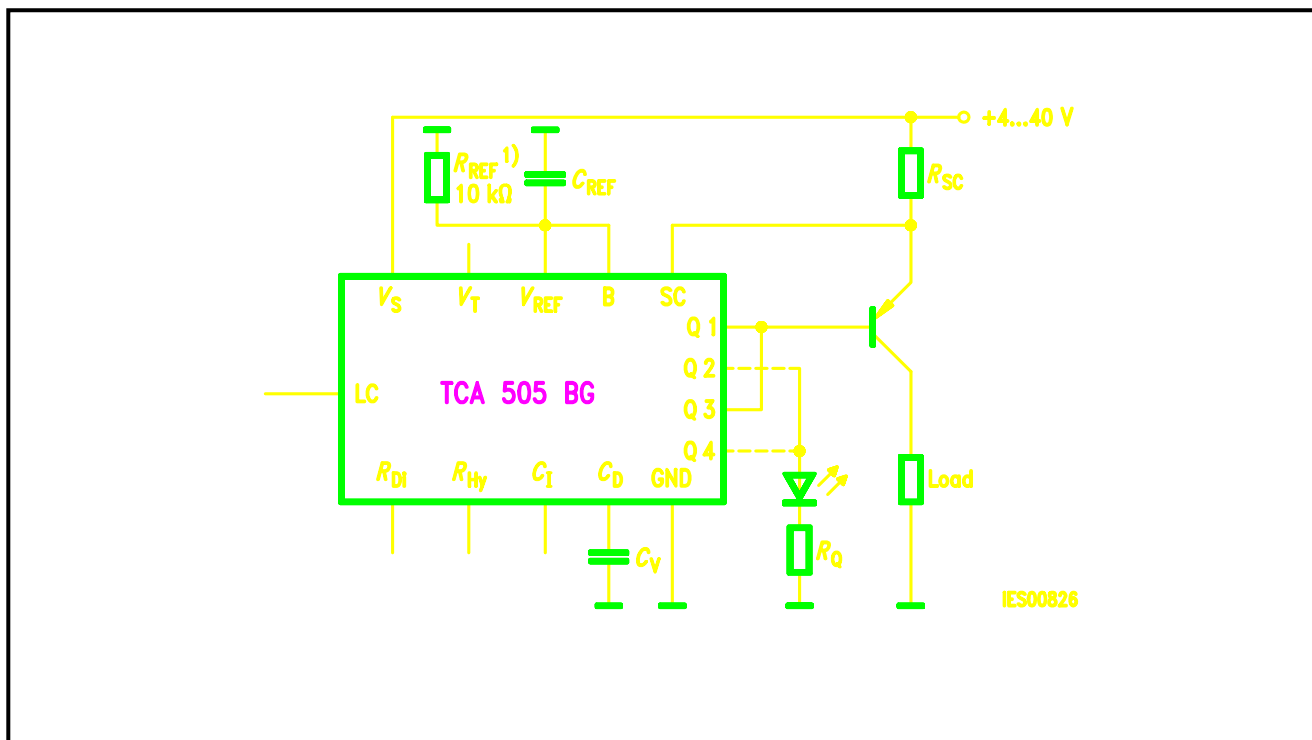 +4...40 V
R_REF 1)
10 kΩ
C_REF
R_SC
V_S V_T V_REF B SC
Q 1
Q 2
LC
TCA 505 BG
Q 3
Q 4
R_DI R_Hy C_I C_D GND
Load
C_V
R_Q
IES00826